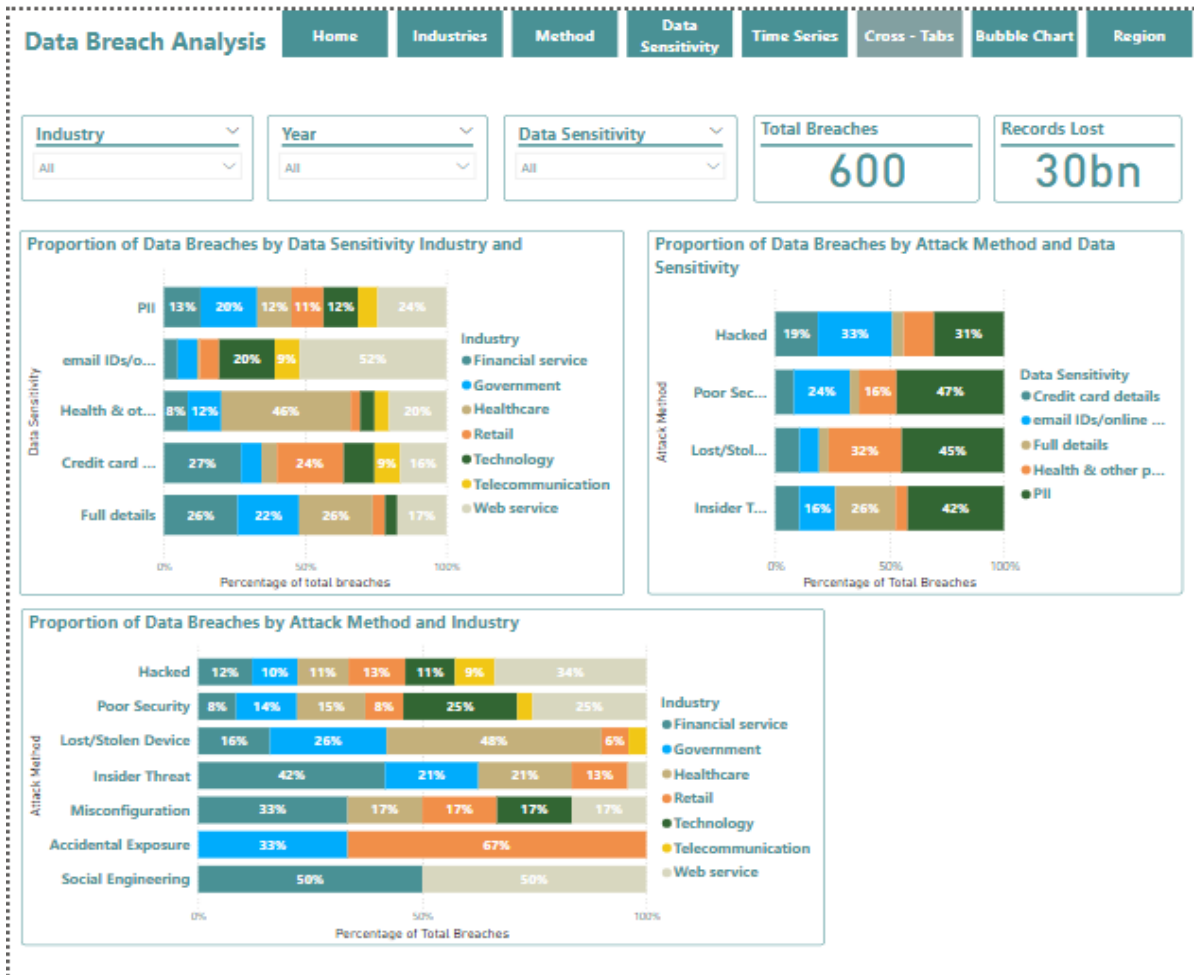 Data Breach Analysis
Home
Industries
Method
Data
Sensitivity
Time Series
Cross - Tabs
Bubble Chart
Region
Industry
All
Year
All
Data Sensitivity
All
Total Breaches
600
Records Lost
30bn
Proportion of Data Breaches by Data Sensitivity Industry and
Data Sensitivity
PII
13% 20% 12% 11% 12% 24%
email IDs/o...
20% 9% 52%
Health & ot...
8% 12% 46% 20%
Credit card ...
27% 24% 9% 16%
Full details
26% 22% 26% 17%
0% 50% 100%
Percentage of total breaches
Industry
Financial service
Government
Healthcare
Retail
Technology
Telecommunication
Web service
Proportion of Data Breaches by Attack Method and Data
Sensitivity
Attack Method
Hacked
19% 33% 31%
Poor Sec...
24% 16% 47%
Lost/Stol...
32% 45%
Insider T...
16% 26% 42%
0% 50% 100%
Percentage of Total Breaches
Data Sensitivity
Credit card details
email IDs/online ...
Full details
Health & other p...
PII
Proportion of Data Breaches by Attack Method and Industry
Attack Method
Hacked
12% 10% 11% 13% 11% 9% 34%
Poor Security
8% 14% 15% 8% 25% 25%
Lost/Stolen Device
16% 26% 48% 6%
Insider Threat
42% 21% 21% 13%
Misconfiguration
33% 17% 17% 17% 17%
Accidental Exposure
33% 67%
Social Engineering
50% 50%
0% 50% 100%
Percentage of Total Breaches
Industry
Financial service
Government
Healthcare
Retail
Technology
Telecommunication
Web service